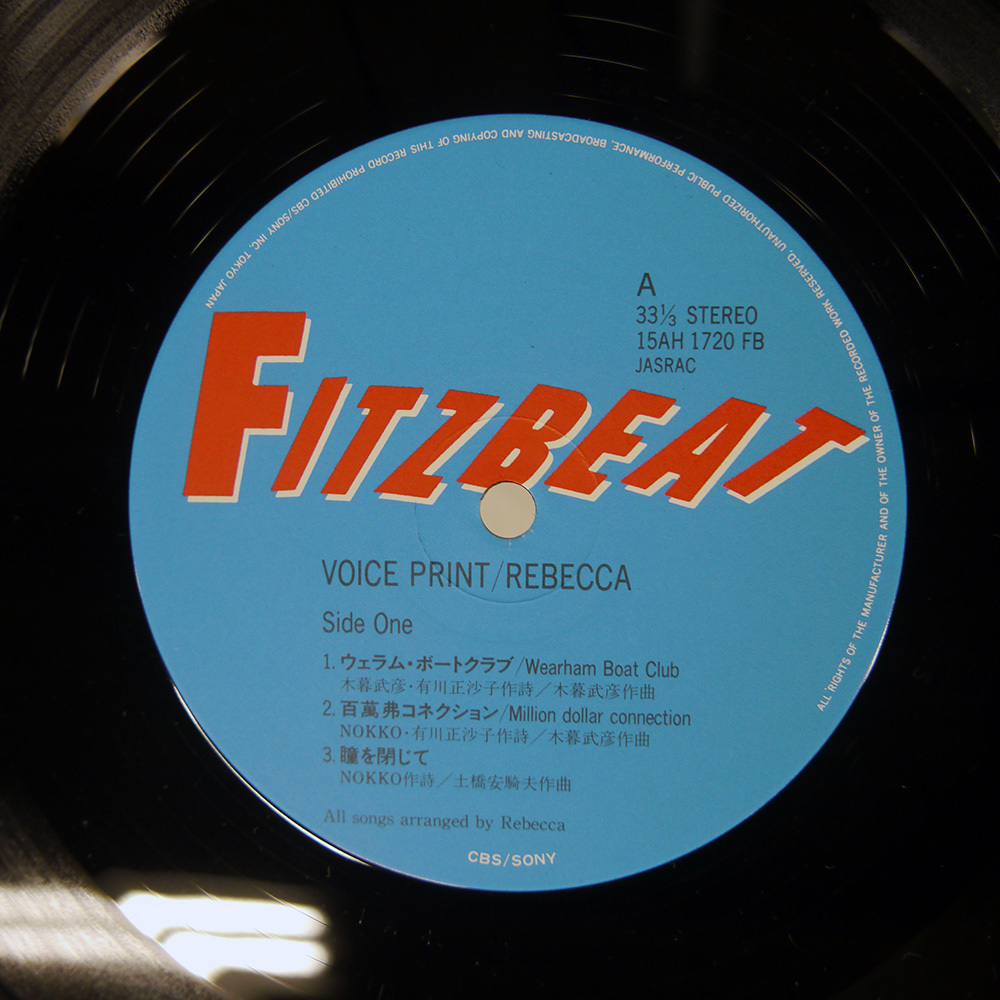 ALL RIGHTS OF THE MANUFACTURER AND OF THE OWNER OF THE RECORDED WORK RESERVED. UNAUTHORIZED PUBLIC PERFORMANCE, BROADCASTING AND COPYING OF THIS RECORD PROHIBITED CBS/SONY INC. TOKYO JAPAN
A
33⅓ STEREO
15AH 1720 FB
JASRAC
FITZBEAT
VOICE PRINT/REBECCA
Side One
1. ウェラム・ボートクラブ/Wearham Boat Club
木暮武彦・有川正沙子作詩／木暮武彦作曲
2. 百萬弗コネクション/Million dollar connection
NOKKO・有川正沙子作詩／木暮武彦作曲
3. 瞳を閉じて
NOKKO作詩／土橋安騎夫作曲
All songs arranged by Rebecca
CBS/SONY